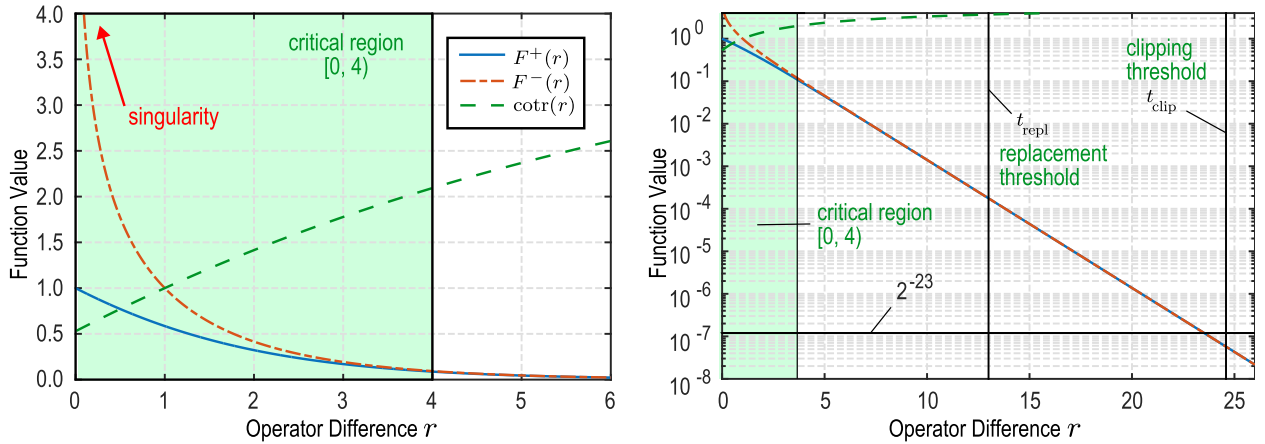 4.0
3.5
3.0
2.5
2.0
1.5
1.0
0.5
0.0
Function Value
singularity
critical region
[0, 4)
F⁺(r)
F⁻(r)
cotr(r)
0 1 2 3 4 5 6
Operator Difference r
10⁰
10⁻¹
10⁻²
10⁻³
10⁻⁴
10⁻⁵
10⁻⁶
10⁻⁷
10⁻⁸
Function Value
clipping
threshold
t_clip
t_repl
replacement
threshold
critical region
[0, 4)
2⁻²³
0 5 10 15 20 25
Operator Difference r